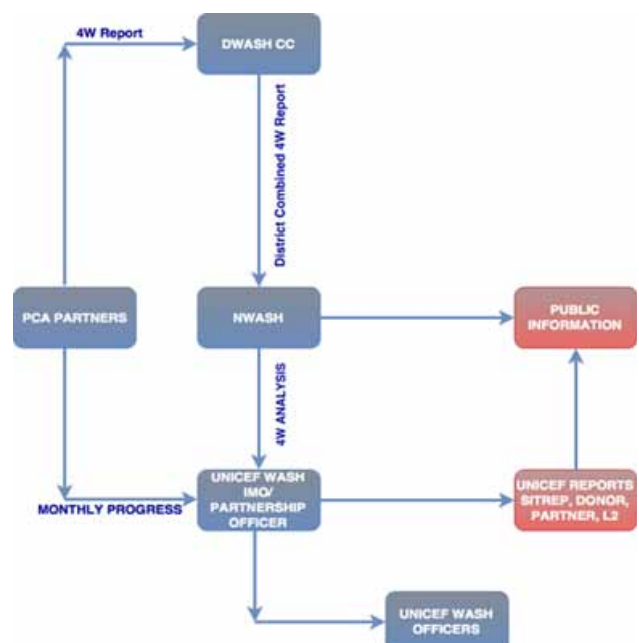 4W Report
DWASH CC
District Combined 4W Report
PCA PARTNERS
NWASH
PUBLIC
INFORMATION
4W ANALYSIS
UNICEF WASH
IMO/
PARTNERSHIP
OFFICER
UNICEF REPORTS
SITREP, DONOR,
PARTNER, L2
MONTHLY PROGRESS
UNICEF WASH
OFFICERS